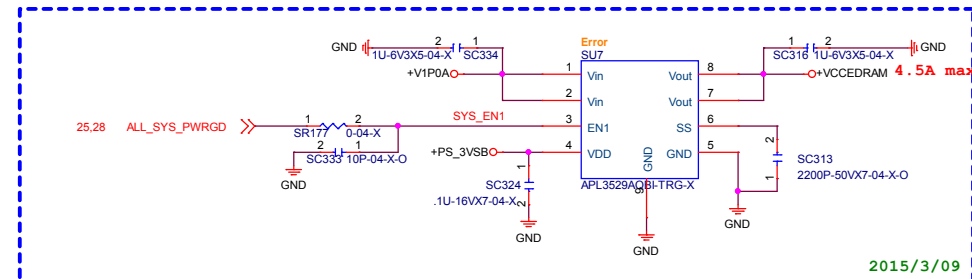 Error
SU7
GND
2
1
1U-6V3X5-04-X
SC334
1
2
SC316
1U-6V3X5-04-X
GND
+V1P0A
1
Vin
Vout
8
+VCCEDRAM
4.5A max
2
Vin
Vout
7
25,28
ALL_SYS_PWRGD
1
2
SR177
0-04-X
SYS_EN1
3
EN1
SS
6
2
1
SC333
10P-04-X-O
GND
+PS_3VSB
4
VDD
GND
5
GND
9
2
1
SC313
2200P-50VX7-04-X-O
1
2
SC324
.1U-16VX7-04-X
APL3529AQBI-TRG-X
GND
GND
GND
2015/3/09